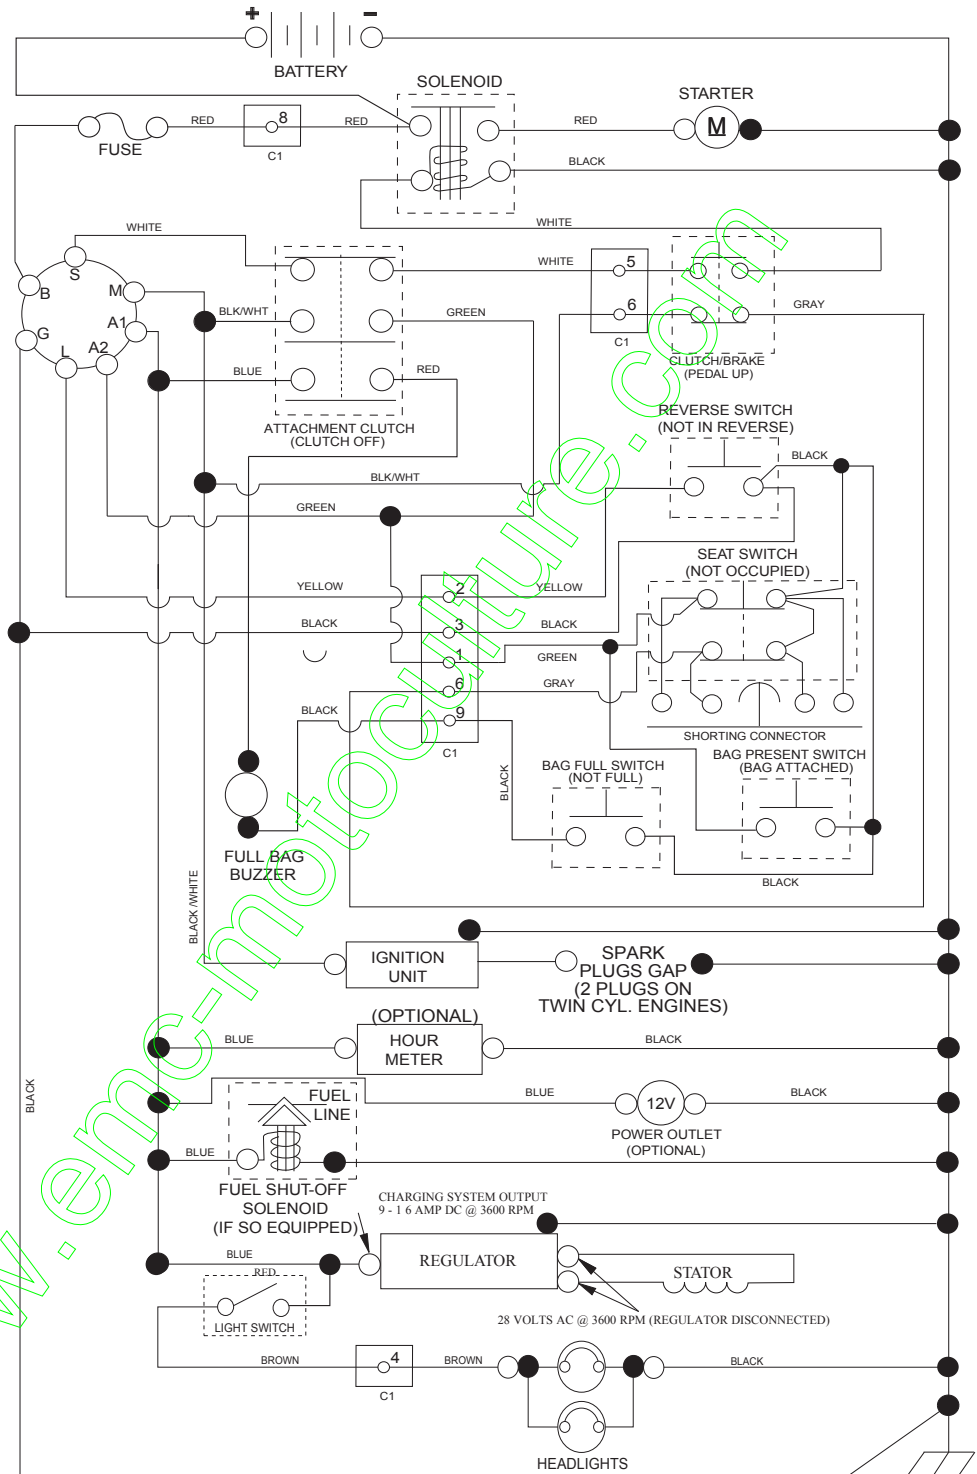 + -
BATTERY
SOLENOID
STARTER
M
FUSE
RED
8
C1
RED
RED
BLACK
WHITE
WHITE
S
B
M
G
A1
L
A2
BLK/WHT
GREEN
BLUE
RED
ATTACHMENT CLUTCH
(CLUTCH OFF)
WHITE
5
6
C1
GRAY
CLUTCH/BRAKE
(PEDAL UP)
REVERSE SWITCH
(NOT IN REVERSE)
BLACK
BLK/WHT
GREEN
SEAT SWITCH
(NOT OCCUPIED)
YELLOW
2
YELLOW
BLACK
3
BLACK
1
GREEN
6
GRAY
BLACK
9
C1
SHORTING CONNECTOR
BAG PRESENT SWITCH
(BAG ATTACHED)
BAG FULL SWITCH
(NOT FULL)
BLACK
BLACK
FULL BAG
BUZZER
BLACK /WHITE
IGNITION
UNIT
SPARK
PLUGS GAP
(2 PLUGS ON
TWIN CYL. ENGINES)
(OPTIONAL)
BLUE
HOUR
METER
BLACK
BLACK
FUEL
LINE
BLUE
12V
BLACK
POWER OUTLET
(OPTIONAL)
BLUE
FUEL SHUT-OFF
SOLENOID
(IF SO EQUIPPED)
CHARGING SYSTEM OUTPUT
9 - 1 6 AMP DC @ 3600 RPM
BLUE
REGULATOR
STATOR
RED
LIGHT SWITCH
28 VOLTS AC @ 3600 RPM (REGULATOR DISCONNECTED)
BROWN
4
C1
BROWN
BLACK
HEADLIGHTS
w.emc-motoculture.com